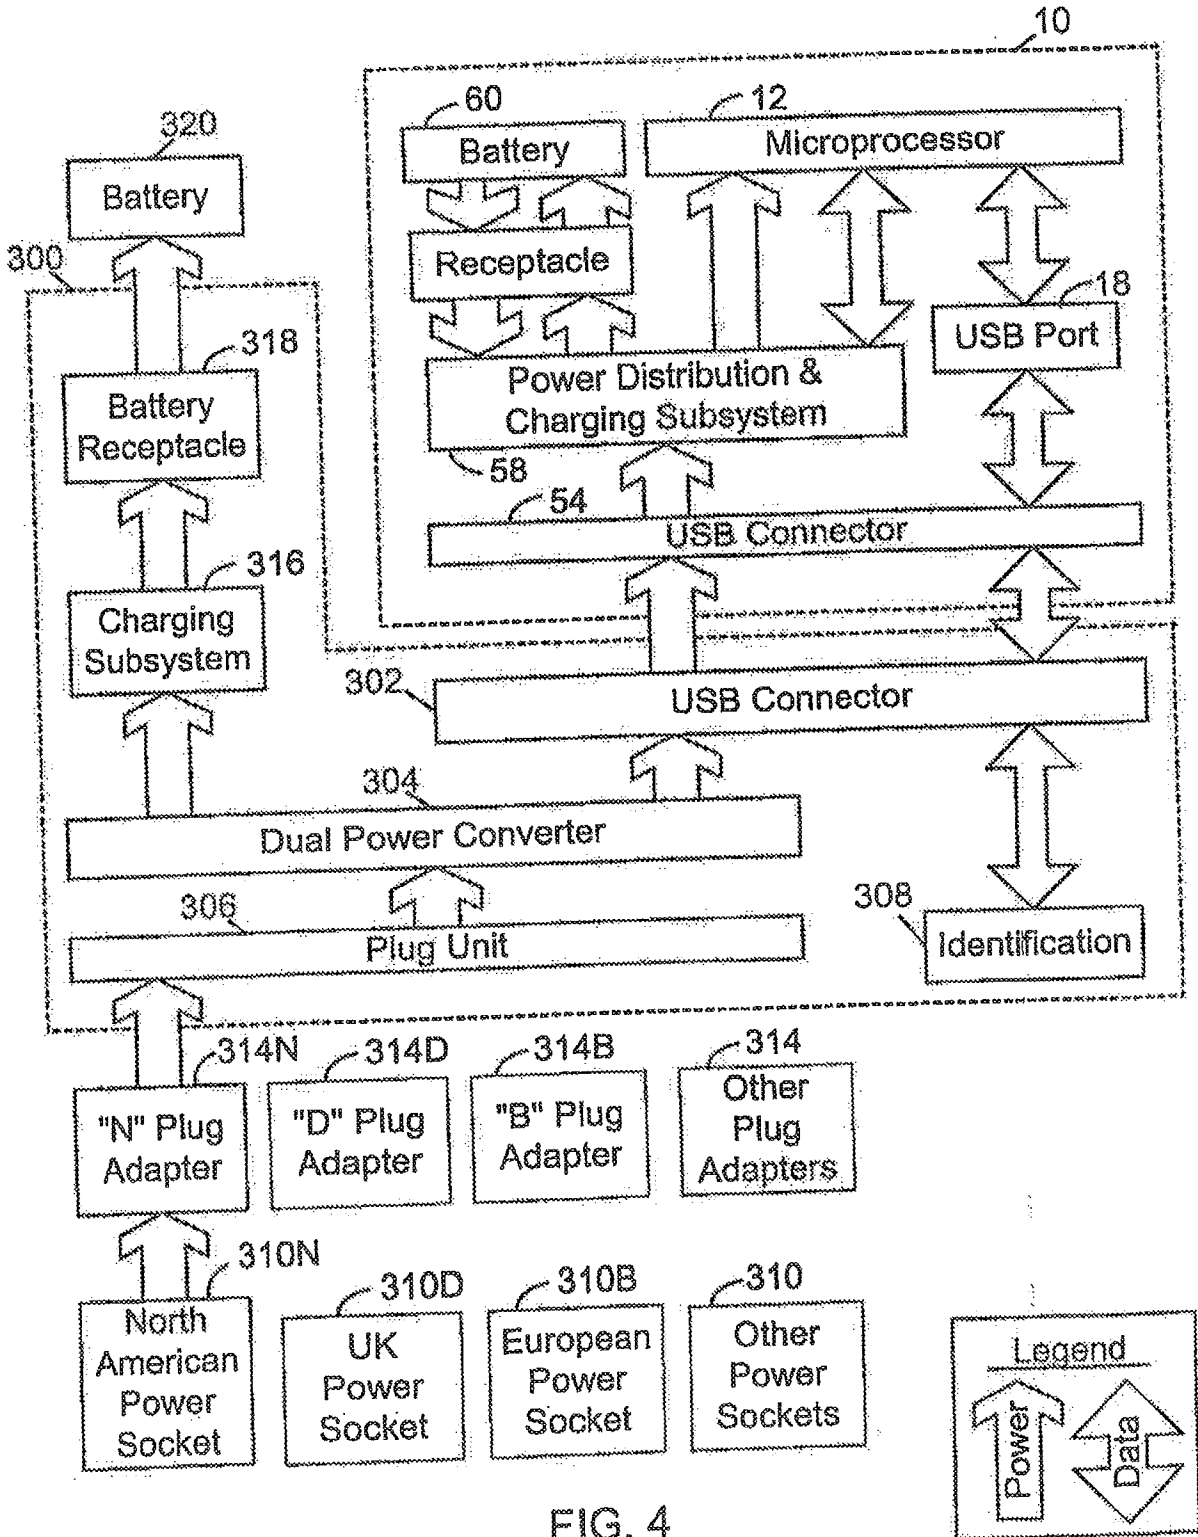 10
60
12
Battery
Microprocessor
320
Battery
Receptacle
300
18
USB Port
318
Power Distribution &
Charging Subsystem
Battery
Receptacle
58
54
USB Connector
316
Charging
Subsystem
302
USB Connector
304
Dual Power Converter
308
306
Plug Unit
Identification
314N
314D
314B
314
"N" Plug
Adapter
"D" Plug
Adapter
"B" Plug
Adapter
Other
Plug
Adapters
310N
310D
310B
310
North
American
Power
Socket
UK
Power
Socket
European
Power
Socket
Other
Power
Sockets
Legend
Power
Data
FIG. 4